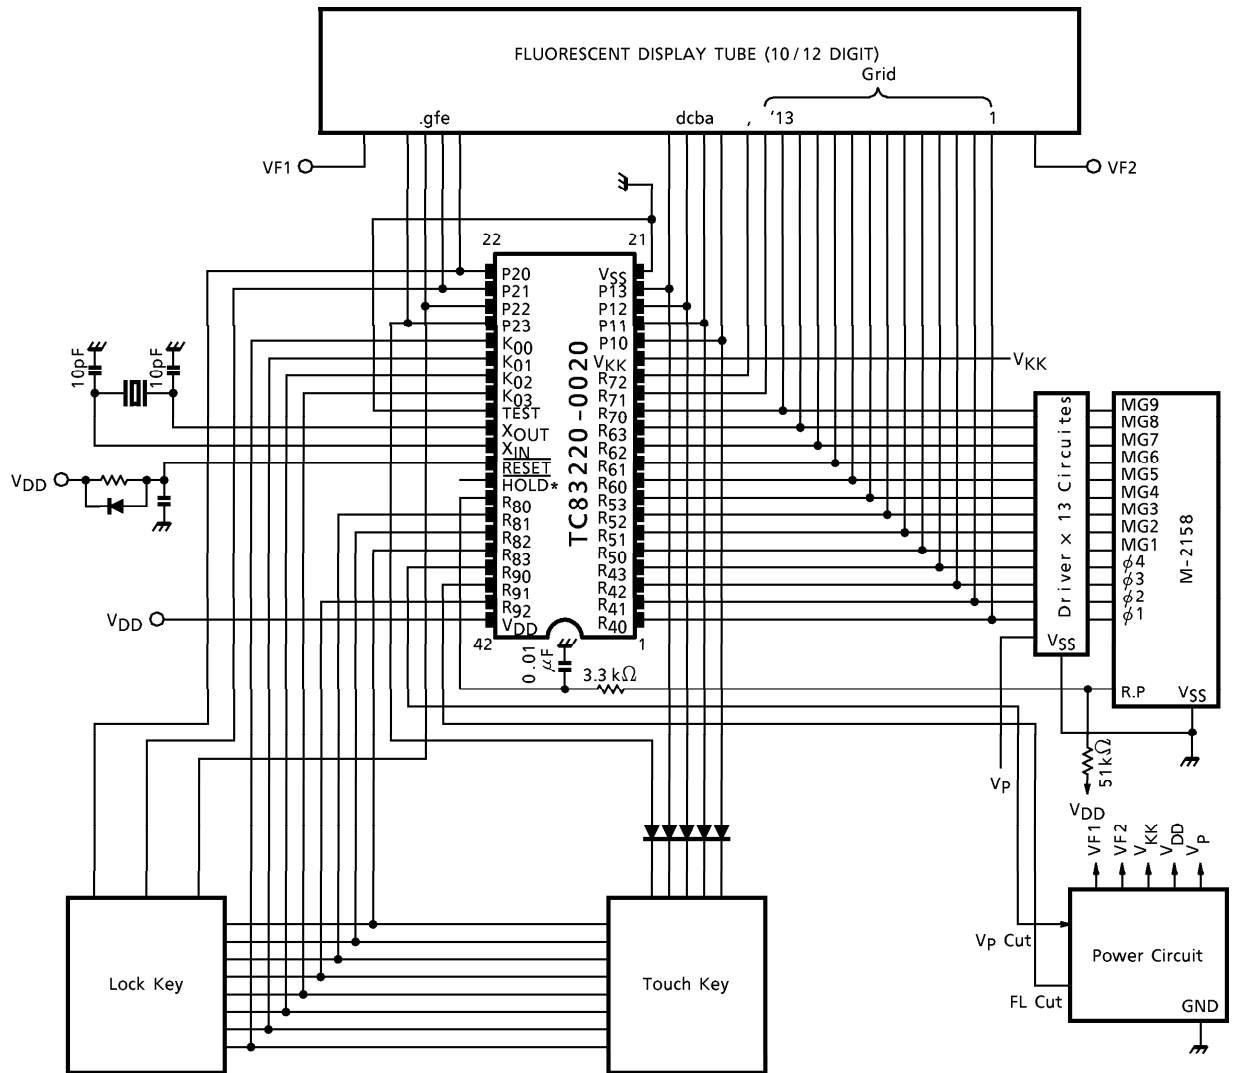 FLUORESCENT DISPLAY TUBE (10/12 DIGIT)
Grid
.gfe
dcba
,
'13
1
VF1
VF2
22
21
P20
P21
P22
P23
K00
K01
K02
K03
TEST
XOUT
XIN
RESET
HOLD*
R80
R81
R82
R83
R90
R91
R92
VDD
TC83220-0020
VSS
P13
P12
P11
P10
VKK
R72
R71
R70
R63
R62
R61
R60
R53
R52
R51
R50
R43
R42
R41
R40
42
1
VKK
10pF
10pF
VDD
VDD
0.01
μF
3.3kΩ
Driver × 13 Circuites
VSS
MG9
MG8
MG7
MG6
MG5
MG4
MG3
MG2
MG1
ϕ4
ϕ3
ϕ2
ϕ1
M-2158
R.P
VSS
51kΩ
VP
VDD
VF1
VF2
VKK
VDD
VP
VP Cut
FL Cut
Power Circuit
GND
Lock Key
Touch Key